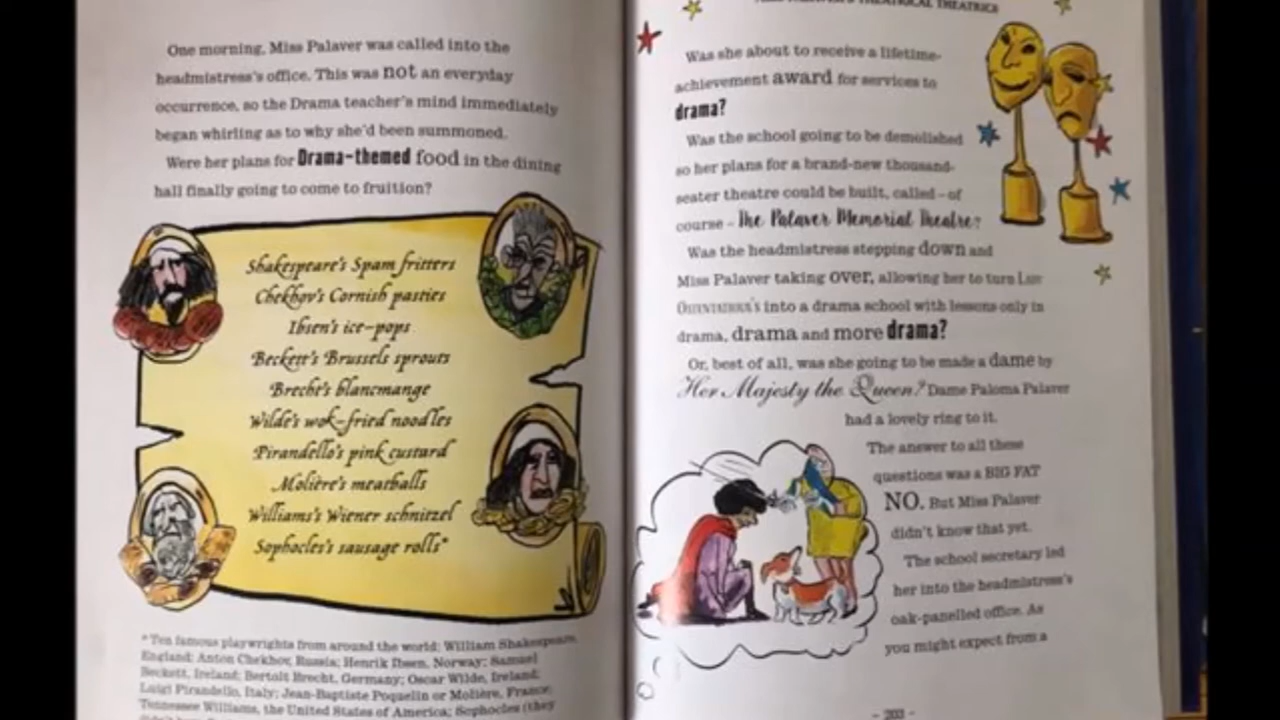 One morning, Miss Palaver was called into the
headmistress's office. This was not an everyday
occurrence, so the Drama teacher's mind immediately
began whirling as to why she'd been summoned.
Were her plans for Drama-themed food in the dining
hall finally going to come to fruition?
Shakespeare's Spam fritters
Chekhov's Cornish pasties
Ibsen's ice-pops
Beckett's Brussels sprouts
Brecht's blancmange
Wilde's wok-fried noodles
Pirandello's pink custard
Molière's meatballs
Williams's Wiener schnitzel
Sophocles's sausage rolls*
* Ten famous playwrights from around the world: William Shakespeare,
England; Anton Chekhov, Russia; Henrik Ibsen, Norway; Samuel
Beckett, Ireland; Bertolt Brecht, Germany; Oscar Wilde, Ireland;
Luigi Pirandello, Italy; Jean-Baptiste Poquelin or Molière, France;
Tennessee Williams, the United States of America; Sophocles (they
THEATRICAL THEATRICS
Was she about to receive a lifetime-
achievement award for services to
drama?
Was the school going to be demolished
so her plans for a brand-new thousand-
seater theatre could be built, called – of
course – The Palaver Memorial Theatre?
Was the headmistress stepping down and
Miss Palaver taking over, allowing her to turn
into a drama school with lessons only in
drama, drama and more drama?
Or, best of all, was she going to be made a dame by
Her Majesty the Queen? Dame Paloma Palaver
had a lovely ring to it.
The answer to all these
questions was a BIG FAT
NO. But Miss Palaver
didn't know that yet.
The school secretary led
her into the headmistress's
oak-panelled office. As
you might expect from a
- 203 -